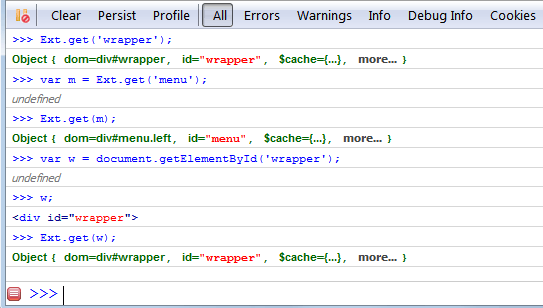 Clear Persist Profile All Errors Warnings Info Debug Info Cookies
>>> Ext.get('wrapper');
Object { dom=div#wrapper, id="wrapper", $cache={...}, more... }
>>> var m = Ext.get('menu');
undefined
>>> Ext.get(m);
Object { dom=div#menu.left, id="menu", $cache={...}, more... }
>>> var w = document.getElementById('wrapper');
undefined
>>> w;
<div id="wrapper">
>>> Ext.get(w);
Object { dom=div#wrapper, id="wrapper", $cache={...}, more... }
>>>